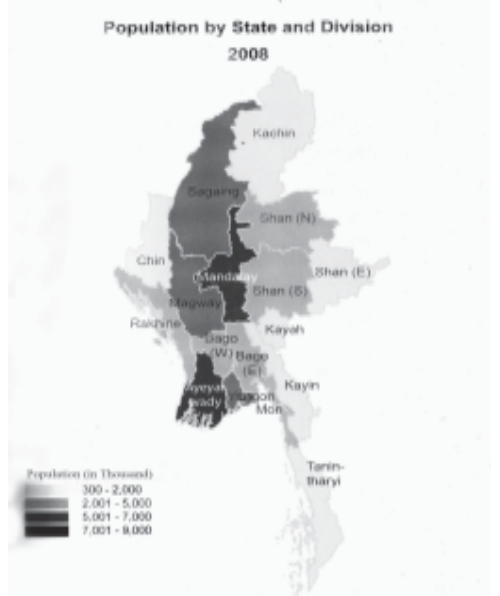 Population by State and Division
2008
Kachin
Sagaing
Shan (N)
Chin
Mandalay
Shan (E)
Shan (S)
Magway
Rakhine
Bago
(W)
Kayah
Bago
(E)
Ayeyar
wady
Kayin
Mon
Tanin-
tharyi
Population (in Thousand)
300 - 2,000
2,001 - 5,000
5,001 - 7,000
7,001 - 9,000